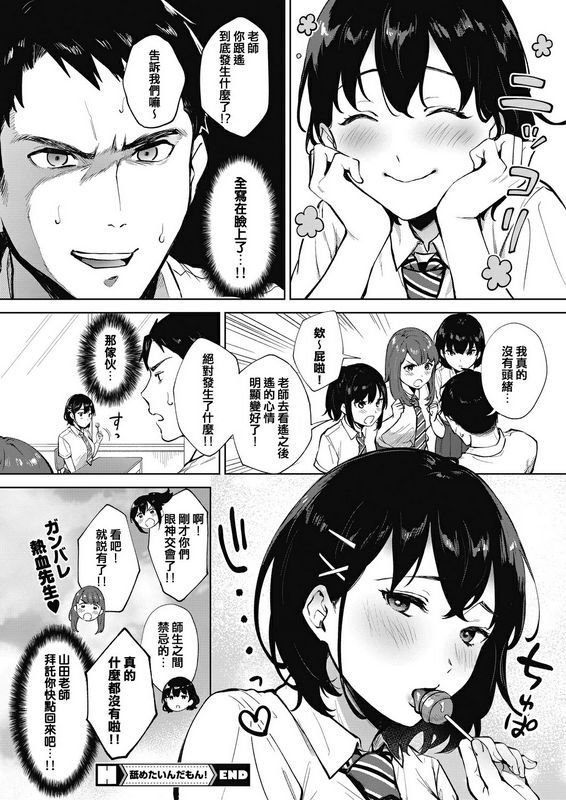 ニコ
老師
你跟遙
到底發生什麼了!?
告訴我們嘛～
全寫在臉上了…!!
我真的
沒有頭緒…
欸～屁啦！
老師去看遙之後
遙的心情
明顯變好了！
絕對發生了什麼!!
那傢伙…
すっ
ちゅぱ
啊！
剛才你們
眼神交會了!!
看吧！
就說有了!!
師生之間
禁忌的…
真的
什麼都沒有啦!!
ガンバレ
熱血先生♥
山田老師
拜託你快點回來吧…!!
舐めたいんだもん！
END